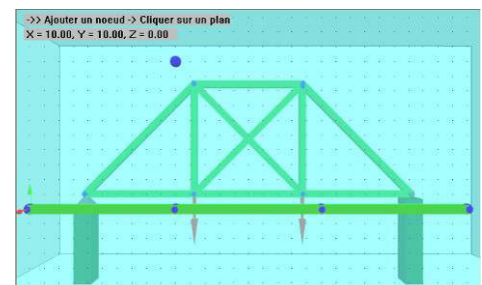 ->> Ajouter un noeud -> Cliquer sur un plan
X = 10.00, Y = 10.00, Z = 0.00